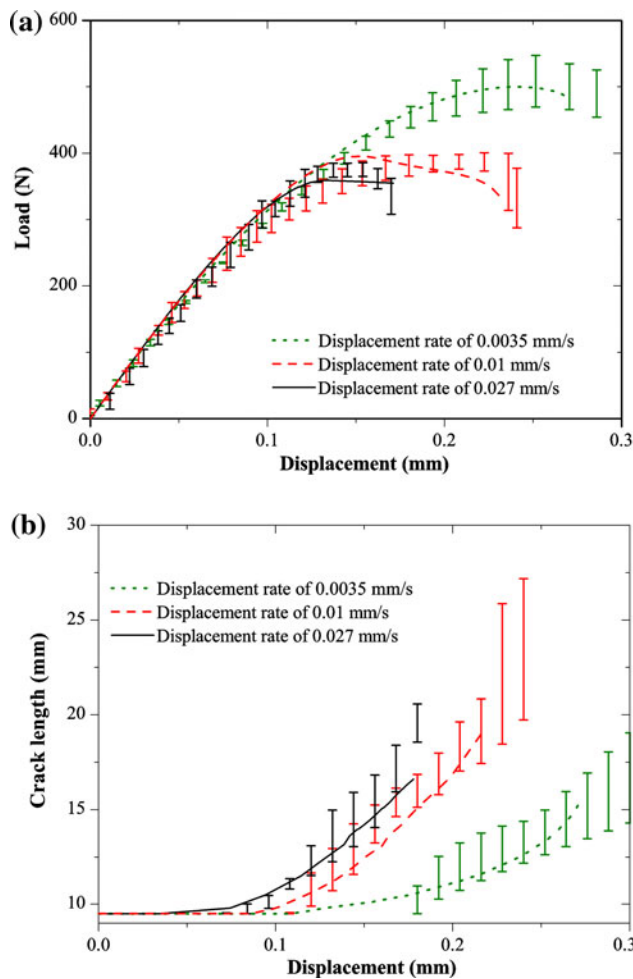 (a)
600
400
200
0
Load (N)
Displacement rate of 0.0035 mm/s
Displacement rate of 0.01 mm/s
Displacement rate of 0.027 mm/s
0.0 0.1 0.2 0.3
Displacement (mm)
(b)
30
25
20
15
10
Crack length (mm)
Displacement rate of 0.0035 mm/s
Displacement rate of 0.01 mm/s
Displacement rate of 0.027 mm/s
0.0 0.1 0.2 0.3
Displacement (mm)